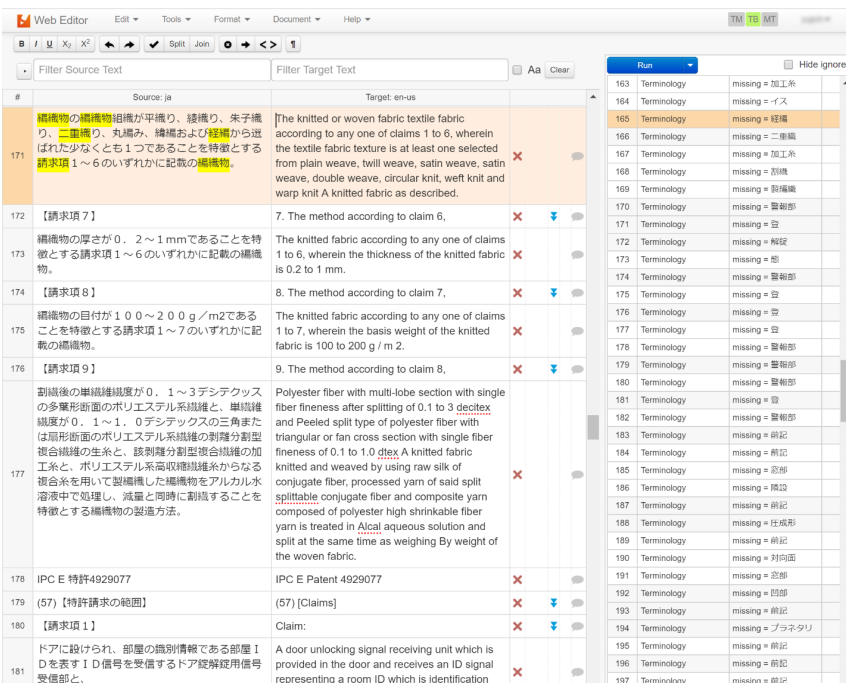 Web Editor Edit Tools Format Document Help TM TB MT
B I U X₂ X² Split Join < > ¶
Filter Source Text Filter Target Text Aa Clear
Run Hide ignore
# Source: ja Target: en-us
171
編織物の編織物組織が平織り、綾織り、朱子織
り、二重織り、丸編み、緯編および経編から選
ばれた少なくとも１つであることを特徴とする
請求項１～６のいずれかに記載の編織物。
The knitted or woven fabric textile fabric
according to any one of claims 1 to 6, wherein
the textile fabric texture is at least one selected
from plain weave, twill weave, satin weave, satin
weave, double weave, circular knit, weft knit and
warp knit A knitted fabric as described.
172 【請求項７】 7. The method according to claim 6,
173
編織物の厚さが０．２～１mmであることを特
徴とする請求項１～６のいずれかに記載の編織
物。
The knitted fabric according to any one of claims
1 to 6, wherein the thickness of the knitted fabric
is 0.2 to 1 mm.
174 【請求項８】 8. The method according to claim 7,
175
編織物の目付が１００～２００ｇ／m2である
ことを特徴とする請求項１～７のいずれかに記
載の編織物。
The knitted fabric according to any one of claims
1 to 7, wherein the basis weight of the knitted
fabric is 100 to 200 g / m 2.
176 【請求項９】 9. The method according to claim 8,
177
割繊後の単繊維繊度が０．１～３デシテクッス
の多葉形断面のポリエステル系繊維と、単繊維
繊度が０．１～１．０デシテックスの三角また
は扇形断面のポリエステル系繊維の剥離分割型
複合繊維の生糸と、該剥離分割型複合繊維の加
工糸と、ポリエステル系高収縮繊維糸からなる
複合糸を用いて製編織した編織物をアルカル水
溶液中で処理し、減量と同時に割繊することを
特徴とする編織物の製造方法。
Polyester fiber with multi-lobe section with single
fiber fineness after splitting of 0.1 to 3 decitex
and Peeled split type of polyester fiber with
triangular or fan cross section with single fiber
fineness of 0.1 to 1.0 dtex A knitted fabric
knitted and weaved by using raw silk of
conjugate fiber, processed yarn of said split
splittable conjugate fiber and composite yarn
composed of polyester high shrinkable fiber
yarn is treated in Alcal aqueous solution and
split at the same time as weighing By weight of
the woven fabric.
178 IPC E 特許4929077 IPC E Patent 4929077
179 (57)【特許請求の範囲】 (57) [Claims]
180 【請求項１】 Claim:
181
ドアに設けられ、部屋の識別情報である部屋Ｉ
Ｄを表すＩＤ信号を受信するドア錠解錠用信号
受信部と、
A door unlocking signal receiving unit which is
provided in the door and receives an ID signal
representing a room ID which is identification
163 Terminology missing = 加工糸
164 Terminology missing = イス
165 Terminology missing = 経編
166 Terminology missing = 二重織
167 Terminology missing = 加工糸
168 Terminology missing = 割繊
169 Terminology missing = 製編織
170 Terminology missing = 警報部
171 Terminology missing = 登
172 Terminology missing = 解錠
173 Terminology missing = 態
174 Terminology missing = 警報部
175 Terminology missing = 登
176 Terminology missing = 登
177 Terminology missing = 登
178 Terminology missing = 警報部
179 Terminology missing = 警報部
180 Terminology missing = 警報部
181 Terminology missing = 登
182 Terminology missing = 警報部
183 Terminology missing = 前記
184 Terminology missing = 前記
185 Terminology missing = 窓部
186 Terminology missing = 隣設
187 Terminology missing = 前記
188 Terminology missing = 圧成形
189 Terminology missing = 前記
190 Terminology missing = 対向面
191 Terminology missing = 窓部
192 Terminology missing = 凹部
193 Terminology missing = 前記
194 Terminology missing = プラネタリ
195 Terminology missing = 前記
196 Terminology missing = 前記
197 Terminology missing = 前記